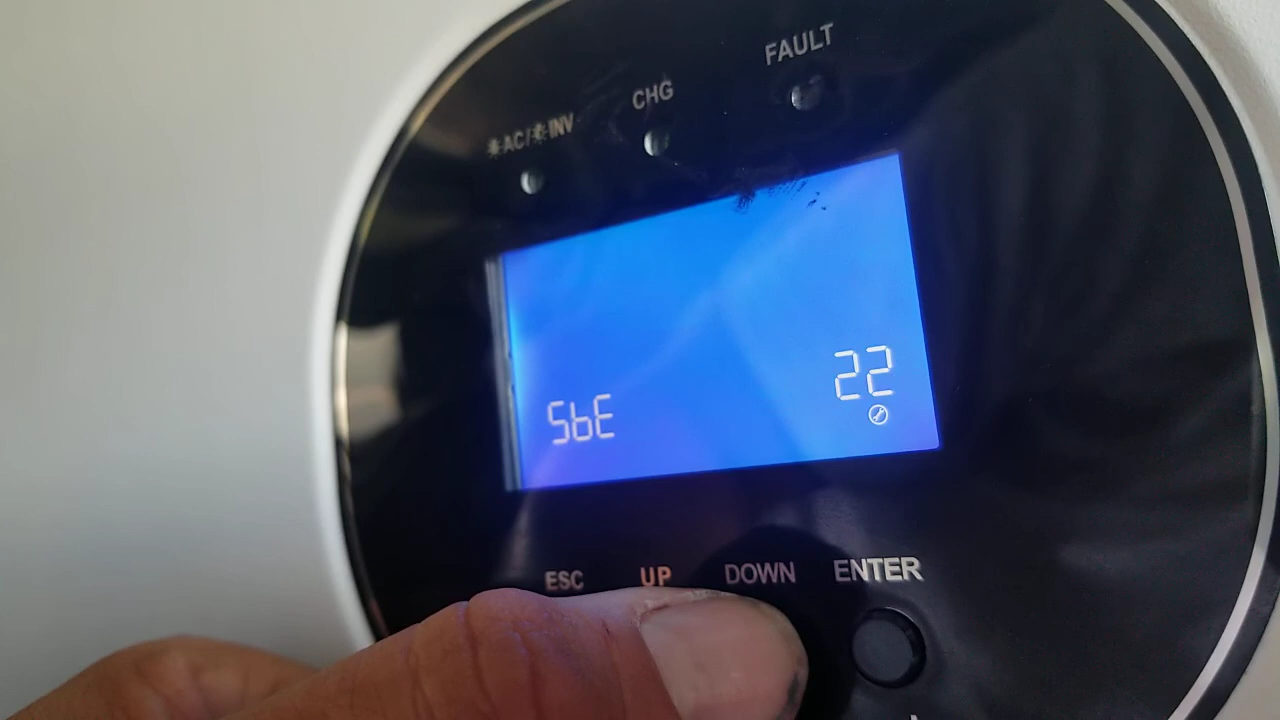 FAULT
CHG
☀AC/☀INV
SbE 22
ESC UP DOWN ENTER